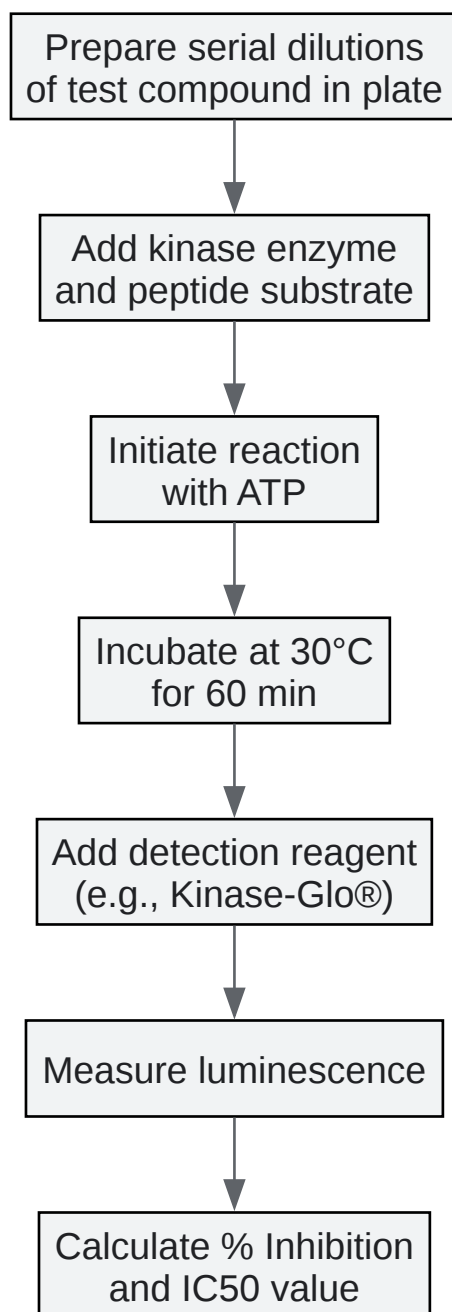 Prepare serial dilutions
of test compound in plate
Add kinase enzyme
and peptide substrate
Initiate reaction
with ATP
Incubate at 30°C
for 60 min
Add detection reagent
(e.g., Kinase-Glo®)
Measure luminescence
Calculate % Inhibition
and IC50 value